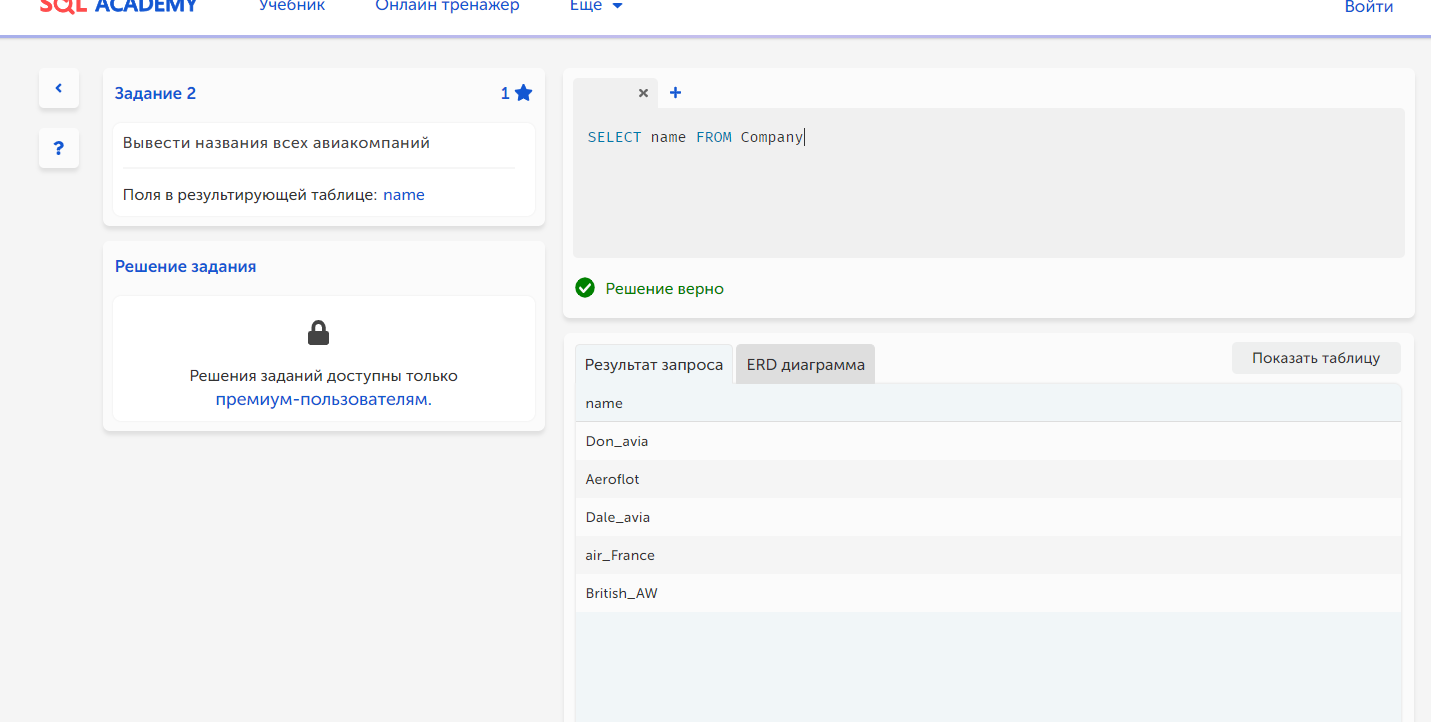 SQL ACADEMY
Учебник
Онлайн тренажер
Еще
Войти
Задание 2
1
Вывести названия всех авиакомпаний
Поля в результирующей таблице: name
?
Решение задания
Решения заданий доступны только
премиум-пользователям.
SELECT name FROM Company
Решение верно
Результат запроса
ERD диаграмма
Показать таблицу
name
Don_avia
Aeroflot
Dale_avia
air_France
British_AW